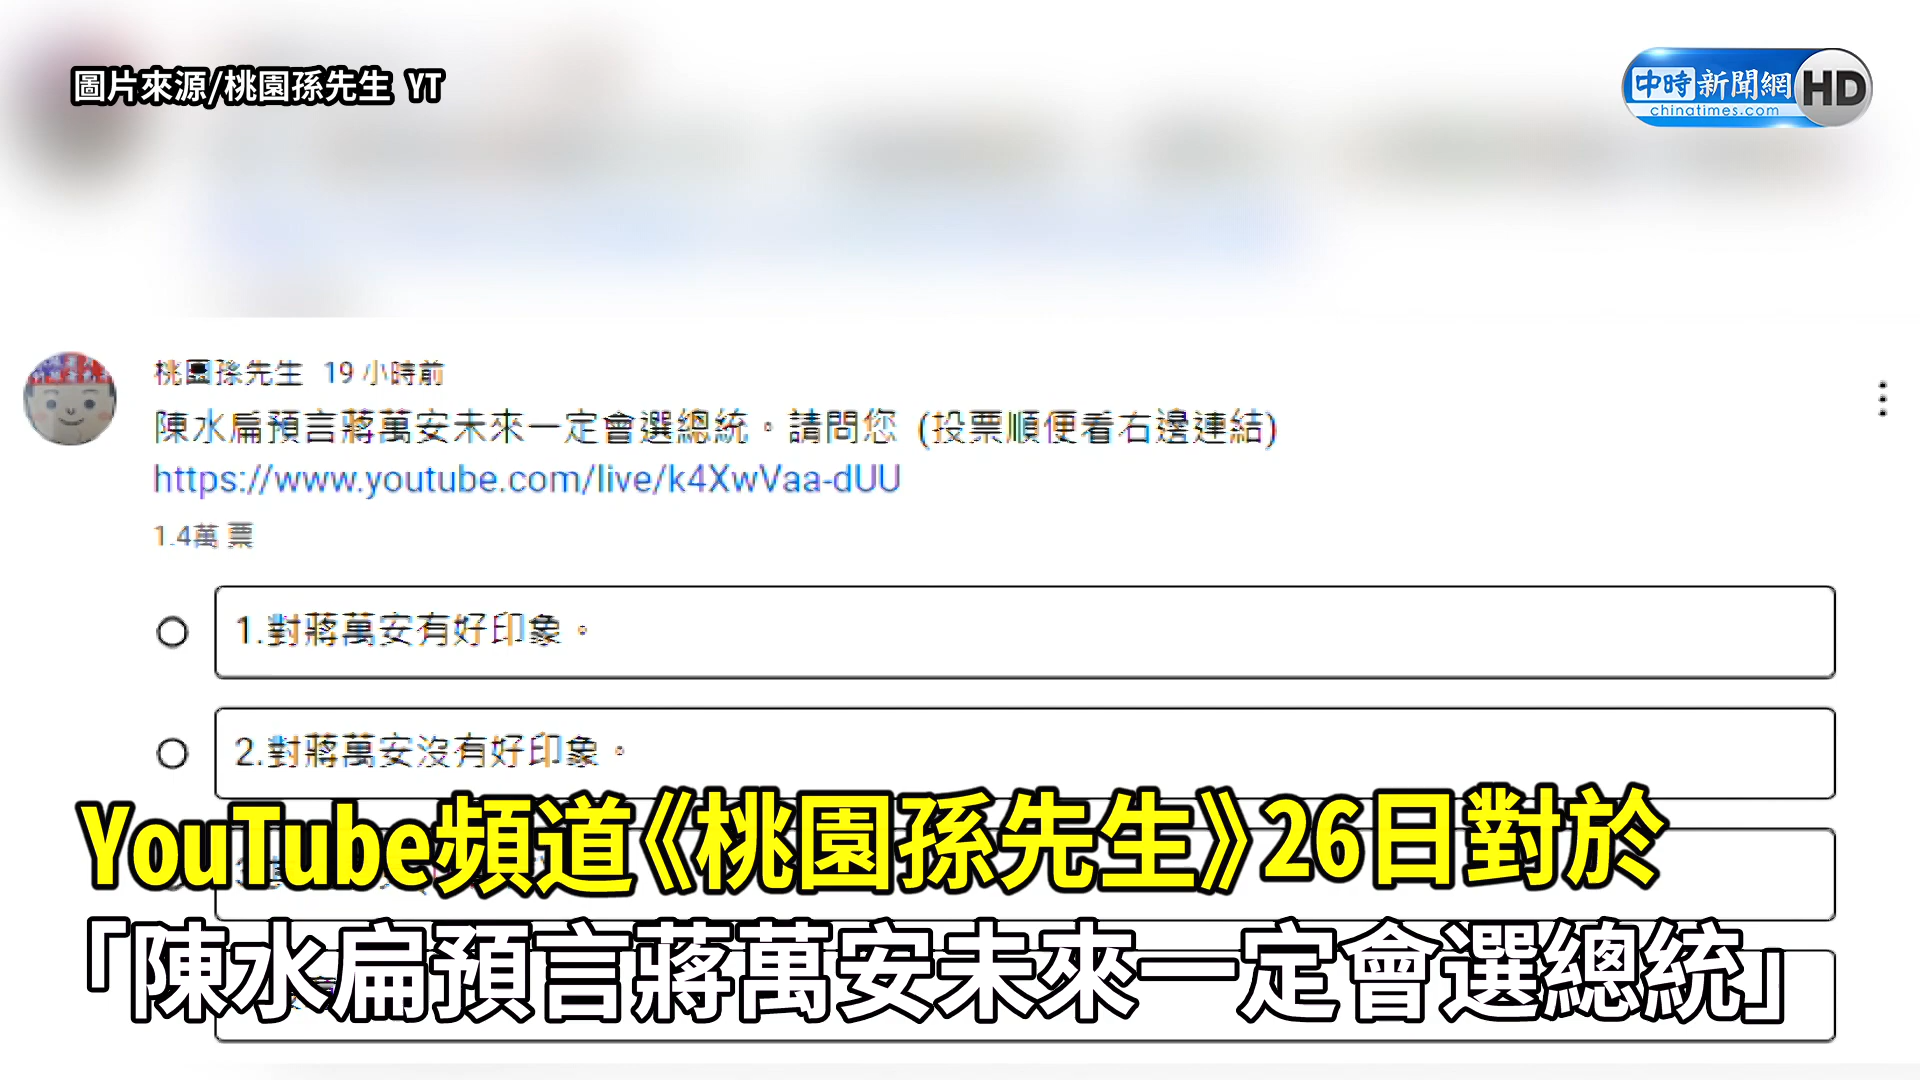 圖片來源/桃園孫先生 YT
中時新聞網 HD
chinatimes.com
桃園孫先生 19 小時前
陳水扁預言蔣萬安未來一定會選總統。請問您 (投票順便看右邊連結)
https://www.youtube.com/live/k4XwVaa-dUU
1.4萬 票
1.對蔣萬安有好印象。
2.對蔣萬安沒有好印象。
YouTube頻道《桃園孫先生》26日對於
「陳水扁預言蔣萬安未來一定會選總統」